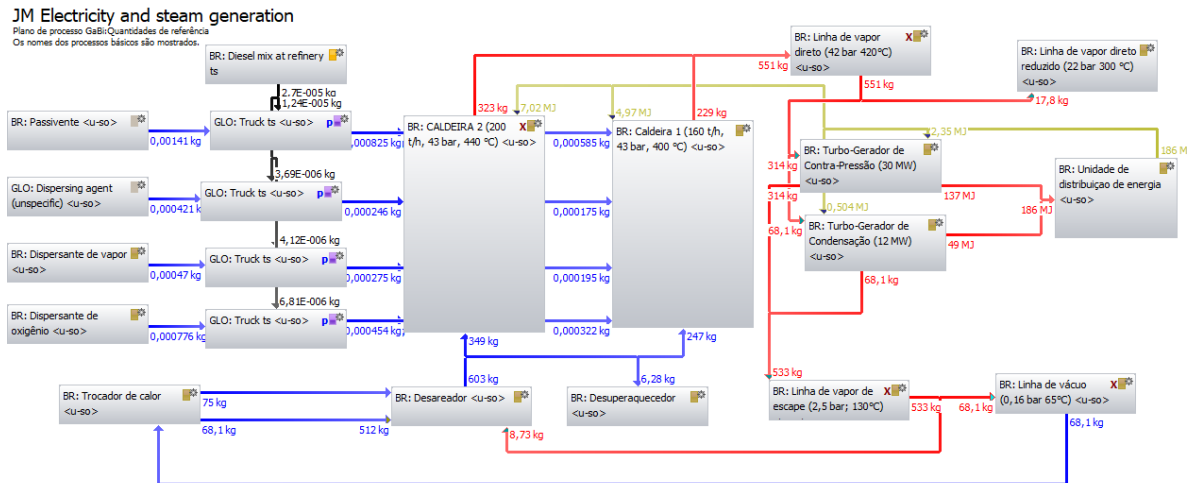 JM Electricity and steam generation
Plano de processo GaBi:Quantidades de referência
Os nomes dos processos básicos são mostrados.
BR: Diesel mix at refinery
ts
2,7E-005 kg
1,24E-005 kg
BR: Passivente <u-so>
0,00141 kg
GLO: Truck ts <u-so>
p
0,000825 kg
3,69E-006 kg
GLO: Dispersing agent
(unspecific) <u-so>
0,000421 k
GLO: Truck ts <u-so>
p
0,000246 kg
4,12E-006 kg
BR: Dispersante de vapor
<u-so>
0,00047 kg
GLO: Truck ts <u-so>
p
0,000275 kg
6,81E-006 kg
BR: Dispersante de
oxigênio <u-so>
0,000776 kg
GLO: Truck ts <u-so>
p
0,000454 kg
323 kg
7,02 MJ
BR: CALDEIRA 2 (200
t/h, 43 bar, 440 ºC) <u-so>
X
0,000585 kg
0,000175 kg
0,000195 kg
0,000322 kg
4,97 MJ
229 kg
BR: Caldeira 1 (160 t/h,
43 bar, 400 ºC) <u-so>
349 kg
247 kg
603 kg
6,28 kg
BR: Trocador de calor
<u-so>
75 kg
68,1 kg
512 kg
BR: Desareador <u-so>
8,73 kg
BR: Desuperaquecedor
<u-so>
551 kg
BR: Linha de vapor
direto (42 bar 420ºC)
<u-so>
X
551 kg
BR: Linha de vapor direto
reduzido (22 bar 300 ºC)
<u-so>
17,8 kg
2,35 MJ
BR: Turbo-Gerador de
Contra-Pressão (30 MW)
<u-so>
314 kg
314 kg
137 MJ
186 MJ
186 M
BR: Unidade de
distribuiçao de energia
<u-so>
0,504 MJ
68,1 kg
BR: Turbo-Gerador de
Condensação (12 MW)
<u-so>
49 MJ
68,1 kg
533 kg
BR: Linha de vapor de
escape (2,5 bar; 130ºC)
X
533 kg
68,1 kg
BR: Linha de vácuo
(0,16 bar 65ºC) <u-so>
X
68,1 kg